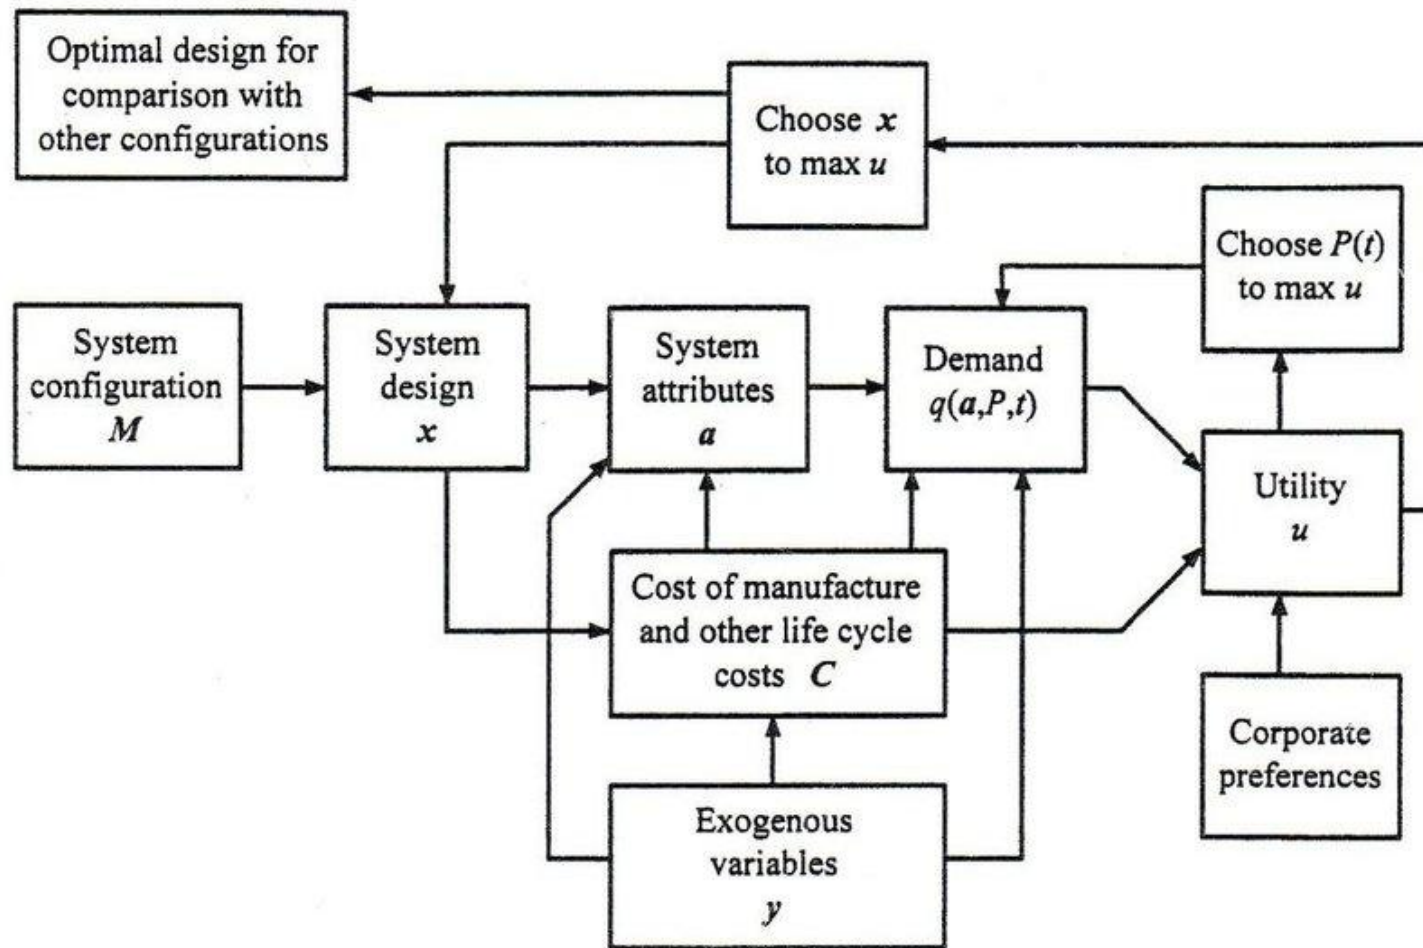 Optimal design for
comparison with
other configurations
Choose x
to max u
Choose P(t)
to max u
System
configuration
M
System
design
x
System
attributes
a
Demand
q(a,P,t)
Utility
u
Cost of manufacture
and other life cycle
costs C
Corporate
preferences
Exogenous
variables
y